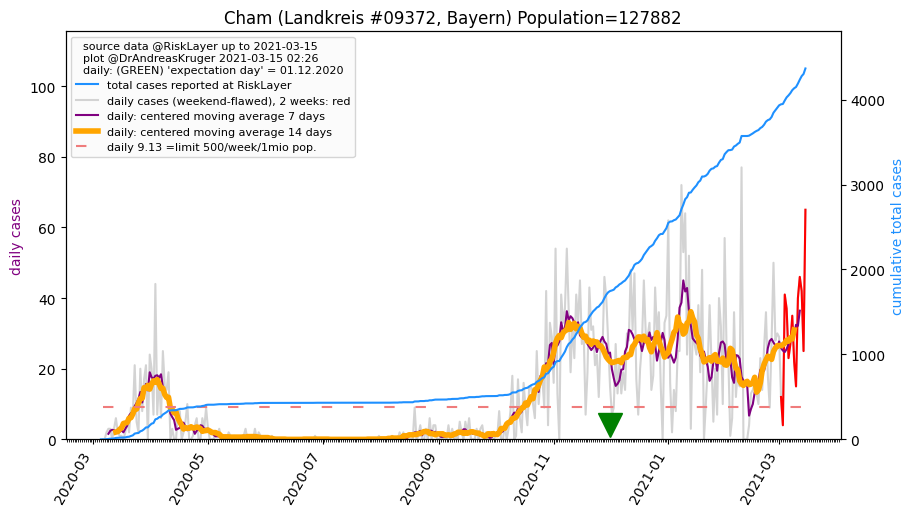 Cham (Landkreis #09372, Bayern) Population=127882
source data @RiskLayer up to 2021-03-15
plot @DrAndreasKruger 2021-03-15 02:26
daily: (GREEN) 'expectation day' = 01.12.2020
total cases reported at RiskLayer
daily cases (weekend-flawed), 2 weeks: red
daily: centered moving average 7 days
daily: centered moving average 14 days
daily 9.13 =limit 500/week/1mio pop.
daily cases
100
80
60
40
20
0
cumulative total cases
4000
3000
2000
1000
0
2020-03
2020-05
2020-07
2020-09
2020-11
2021-01
2021-03